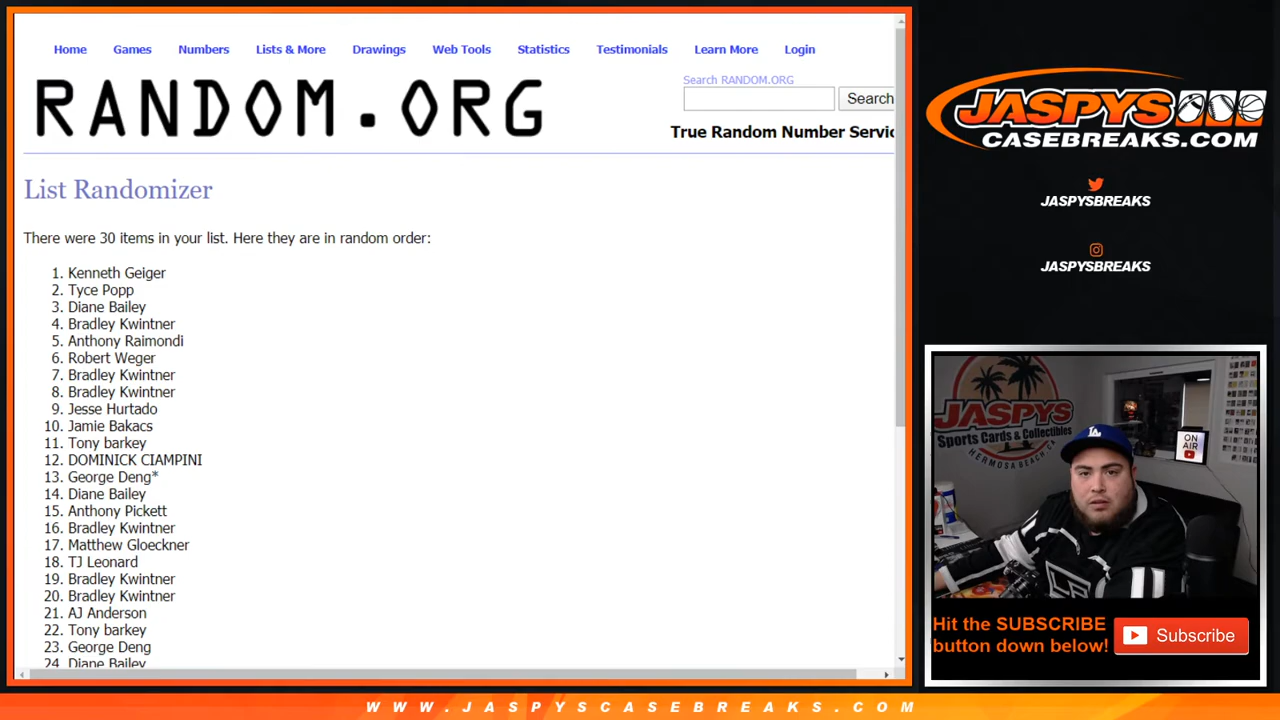 Home Games Numbers Lists & More Drawings Web Tools Statistics Testimonials Learn More Login
RANDOM.ORG
Search RANDOM.ORG
Search
True Random Number Servic
List Randomizer
There were 30 items in your list. Here they are in random order:
1. Kenneth Geiger
2. Tyce Popp
3. Diane Bailey
4. Bradley Kwintner
5. Anthony Raimondi
6. Robert Weger
7. Bradley Kwintner
8. Bradley Kwintner
9. Jesse Hurtado
10. Jamie Bakacs
11. Tony barkey
12. DOMINICK CIAMPINI
13. George Deng*
14. Diane Bailey
15. Anthony Pickett
16. Bradley Kwintner
17. Matthew Gloeckner
18. TJ Leonard
19. Bradley Kwintner
20. Bradley Kwintner
21. AJ Anderson
22. Tony barkey
23. George Deng
24. Diane Bailey
JASPYS
CASEBREAKS.COM
JASPYSBREAKS
JASPYSBREAKS
JASPYS
Sports Cards & Collectibles
HERMOSA BEACH, CA
LA
ON
AIR
Hit the SUBSCRIBE
button down below!
Subscribe
WWW.JASPYSCASEBREAKS.COM